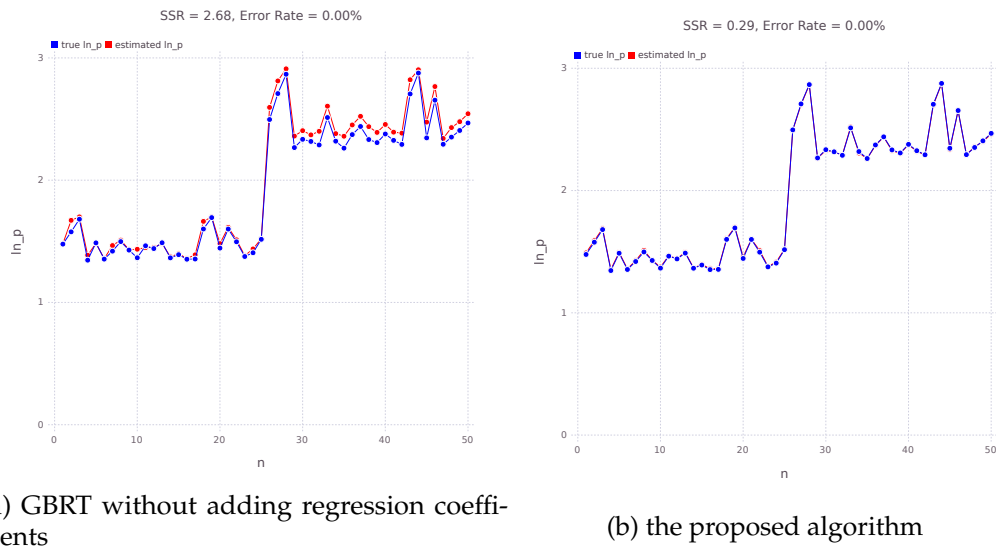 SSR = 2.68, Error Rate = 0.00%
true ln_p estimated ln_p
3
2
1
0
ln_p
0 10 20 30 40 50
n
) GBRT without adding regression coeffi-
ents
SSR = 0.29, Error Rate = 0.00%
true ln_p estimated ln_p
3
2
1
0
ln_p
0 10 20 30 40 50
n
(b) the proposed algorithm